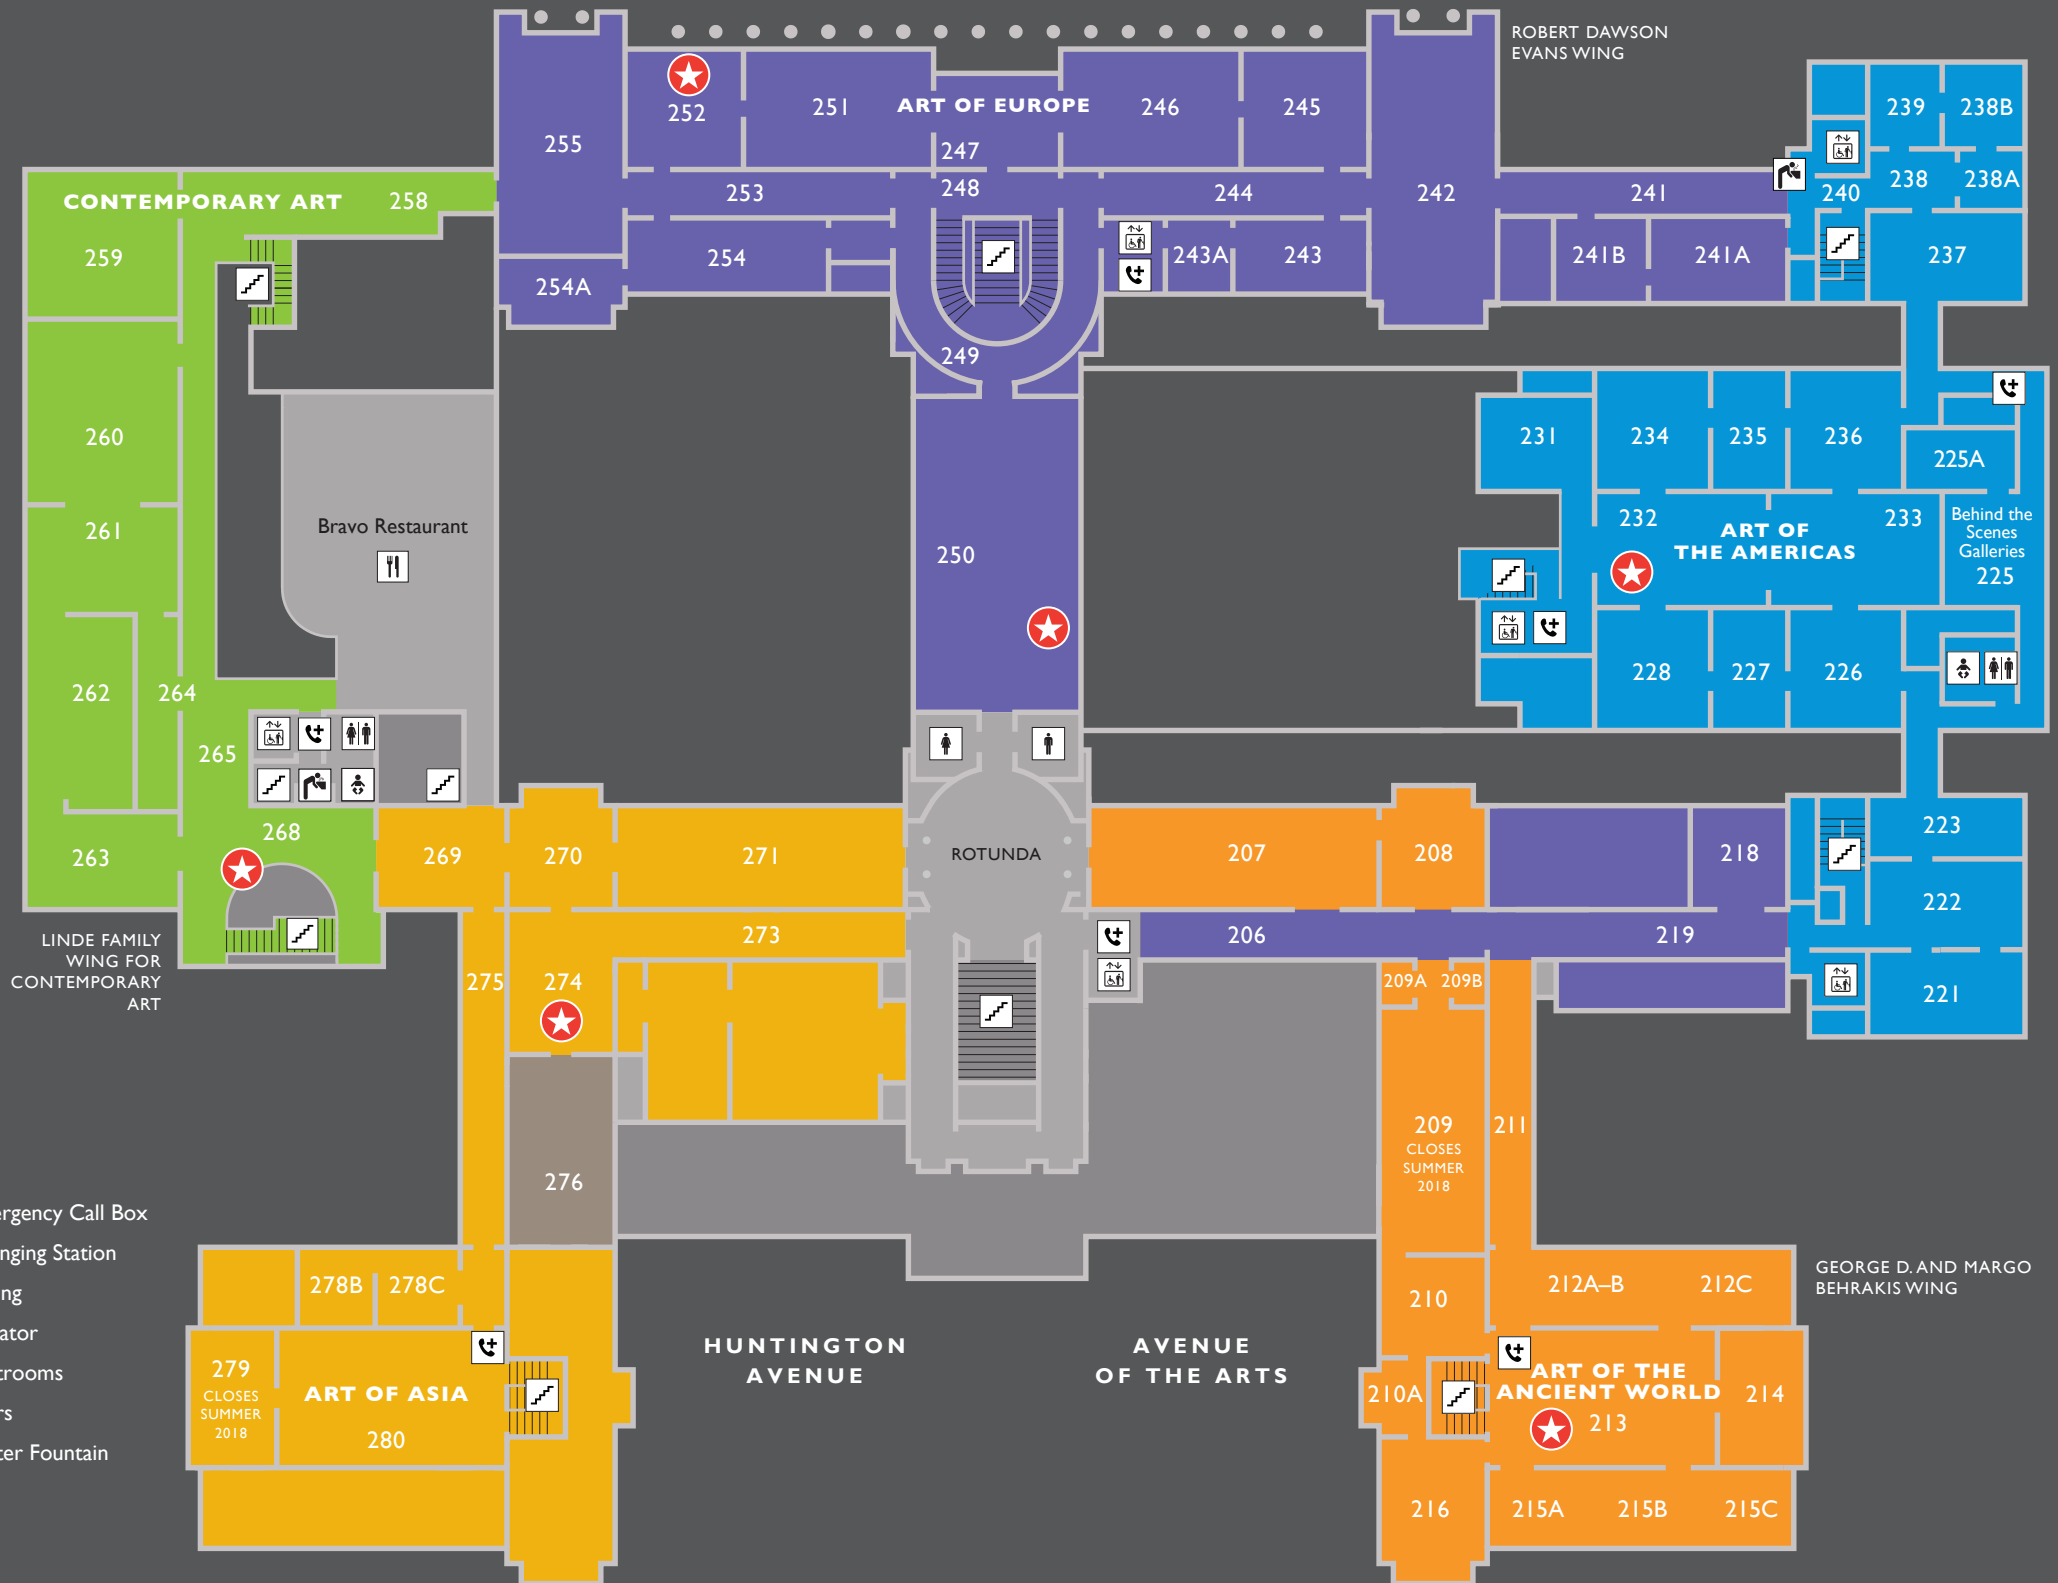 ROBERT DAWSON
EVANS WING
252
251
ART OF EUROPE
246
245
239
238B
255
247
CONTEMPORARY ART
258
253
248
244
242
241
240
238
238A
259
254
254A
243A
243
241B
241A
237
249
260
261
Bravo Restaurant
250
231
234
235
236
225A
232
ART OF
THE AMERICAS
233
Behind the
Scenes
Galleries
225
262
264
228
227
226
265
268
263
269
270
271
ROTUNDA
207
208
218
223
222
LINDE FAMILY
WING FOR
CONTEMPORARY
ART
273
206
219
275
274
209A
209B
221
209
CLOSES
SUMMER
2018
211
276
ergency Call Box
nging Station
ng
ator
trooms
rs
ter Fountain
278B
278C
210
212A–B
212C
GEORGE D. AND MARGO
BEHRAKIS WING
HUNTINGTON
AVENUE
AVENUE
OF THE ARTS
279
CLOSES
SUMMER
2018
ART OF ASIA
280
210A
ART OF THE
ANCIENT WORLD
213
214
216
215A
215B
215C